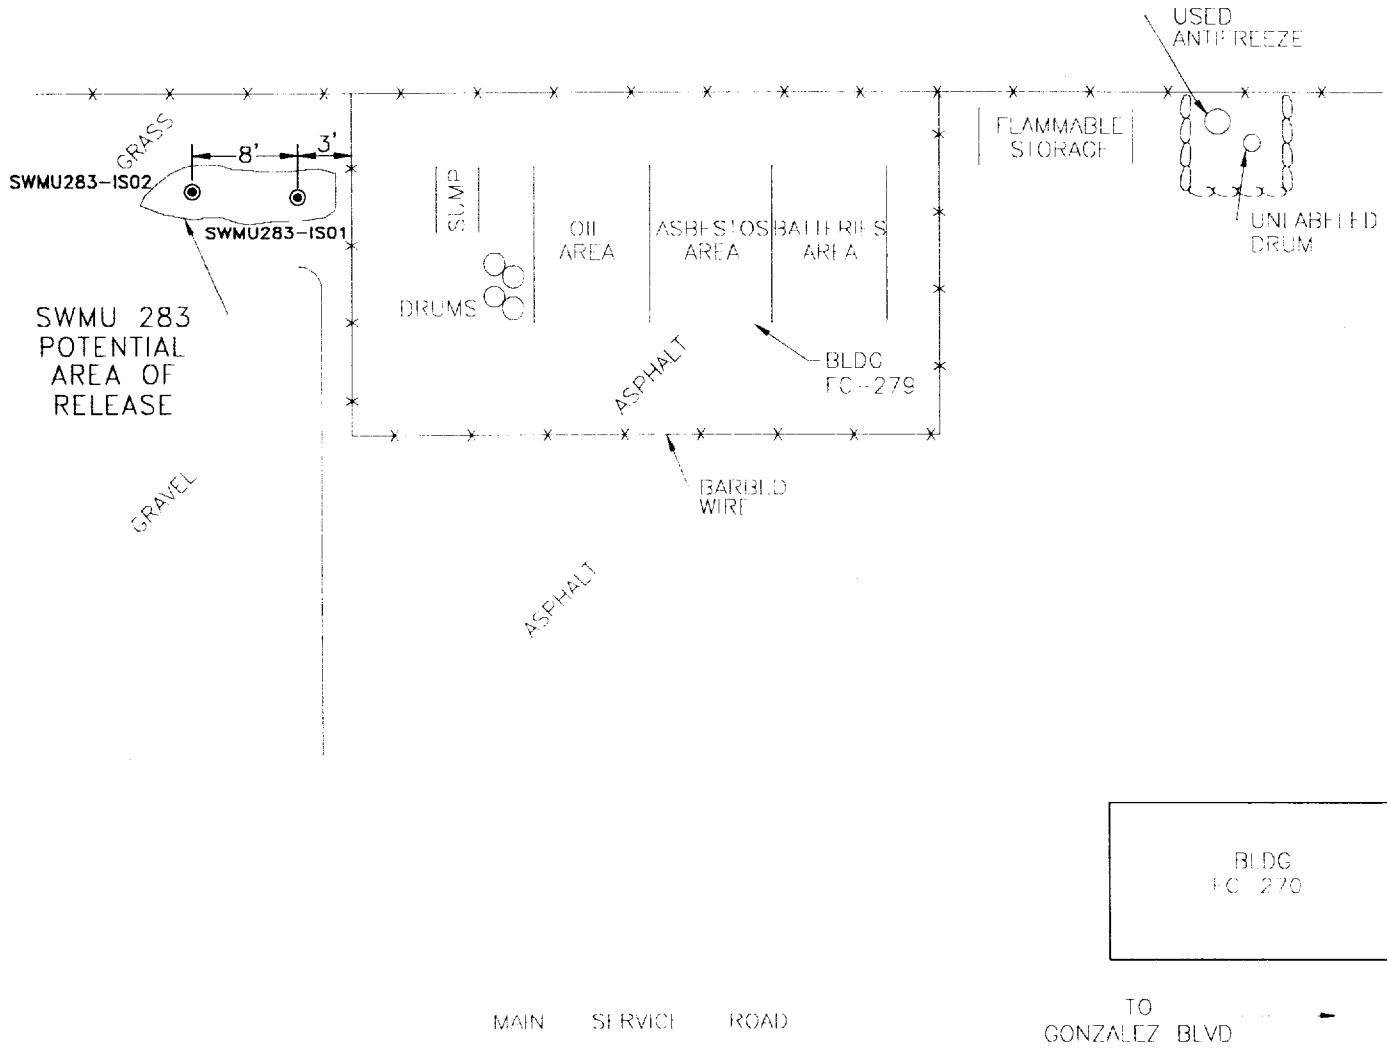 USED
ANTIFREEZE
GRASS
8'
3'
SWMU283-IS02
SWMU283-IS01
SUMP
OIL
AREA
ASBESTOS
AREA
BATTERIES
AREA
FLAMMABLE
STORAGE
UNLABELED
DRUM
DRUMS
SWMU 283
POTENTIAL
AREA OF
RELEASE
ASPHALT
BLDG
FC-279
GRAVEL
BARBED
WIRE
ASPHALT
BLDG
FC 270
MAIN SERVICE ROAD
TO
GONZALEZ BLVD